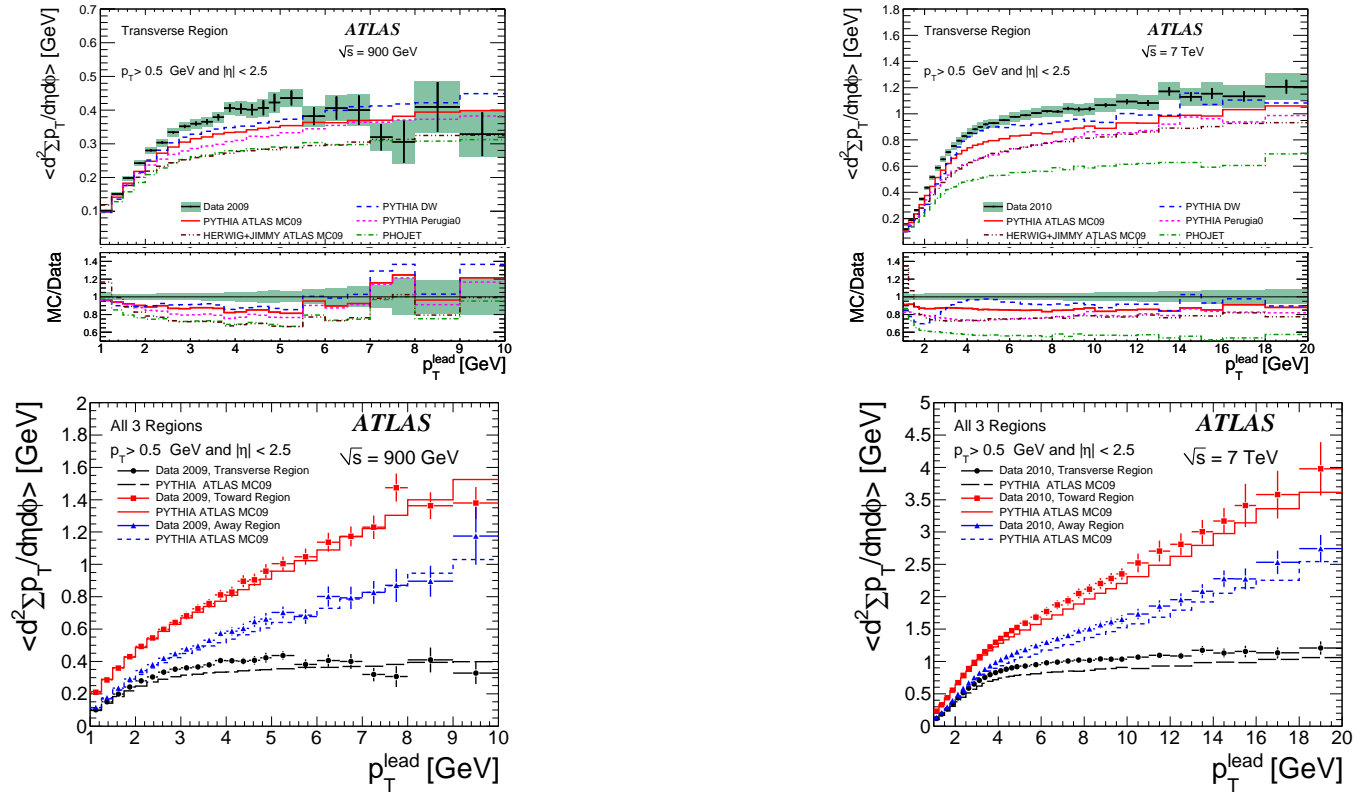 <d²Σp_T/dηdϕ> [GeV]
0.7
0.6
0.5
0.4
0.3
0.2
0.1
Transverse Region
ATLAS
√s = 900 GeV
p_T > 0.5 GeV and |η| < 2.5
Data 2009
PYTHIA ATLAS MC09
HERWIG+JIMMY ATLAS MC09
PYTHIA DW
PYTHIA Perugia0
PHOJET
MC/Data
1.4
1.2
1
0.8
0.6
1 2 3 4 5 6 7 8 9 10
p_T^lead [GeV]
<d²Σp_T/dηdϕ> [GeV]
1.8
1.6
1.4
1.2
1
0.8
0.6
0.4
0.2
Transverse Region
ATLAS
√s = 7 TeV
p_T > 0.5 GeV and |η| < 2.5
Data 2010
PYTHIA ATLAS MC09
HERWIG+JIMMY ATLAS MC09
PYTHIA DW
PYTHIA Perugia0
PHOJET
MC/Data
1.4
1.2
1
0.8
0.6
2 4 6 8 10 12 14 16 18 20
p_T^lead [GeV]
<d²Σp_T/dηdϕ> [GeV]
2
1.8
1.6
1.4
1.2
1
0.8
0.6
0.4
0.2
0
All 3 Regions
ATLAS
p_T > 0.5 GeV and |η| < 2.5
√s = 900 GeV
Data 2009, Transverse Region
PYTHIA ATLAS MC09
Data 2009, Toward Region
PYTHIA ATLAS MC09
Data 2009, Away Region
PYTHIA ATLAS MC09
1 2 3 4 5 6 7 8 9 10
p_T^lead [GeV]
<d²Σp_T/dηdϕ> [GeV]
5
4.5
4
3.5
3
2.5
2
1.5
1
0.5
0
All 3 Regions
ATLAS
p_T > 0.5 GeV and |η| < 2.5
√s = 7 TeV
Data 2010, Transverse Region
PYTHIA ATLAS MC09
Data 2010, Toward Region
PYTHIA ATLAS MC09
Data 2010, Away Region
PYTHIA ATLAS MC09
2 4 6 8 10 12 14 16 18 20
p_T^lead [GeV]